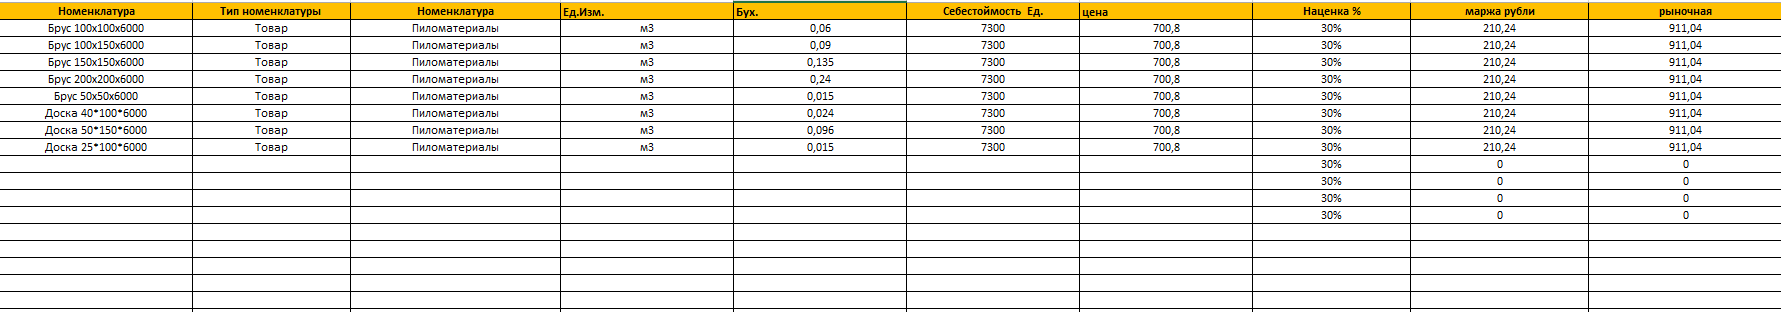 Номенклатура Тип номенклатуры Номенклатура Ед.Изм. Бух. Себестоймость Ед. цена Наценка % маржа рубли рыночная
Брус 100х100х6000 Товар Пиломатериалы м3 0,06 7300 700,8 30% 210,24 911,04
Брус 100х150х6000 Товар Пиломатериалы м3 0,09 7300 700,8 30% 210,24 911,04
Брус 150х150х6000 Товар Пиломатериалы м3 0,135 7300 700,8 30% 210,24 911,04
Брус 200х200х6000 Товар Пиломатериалы м3 0,24 7300 700,8 30% 210,24 911,04
Брус 50х50х6000 Товар Пиломатериалы м3 0,015 7300 700,8 30% 210,24 911,04
Доска 40*100*6000 Товар Пиломатериалы м3 0,024 7300 700,8 30% 210,24 911,04
Доска 50*150*6000 Товар Пиломатериалы м3 0,096 7300 700,8 30% 210,24 911,04
Доска 25*100*6000 Товар Пиломатериалы м3 0,015 7300 700,8 30% 210,24 911,04
30% 0 0
30% 0 0
30% 0 0
30% 0 0